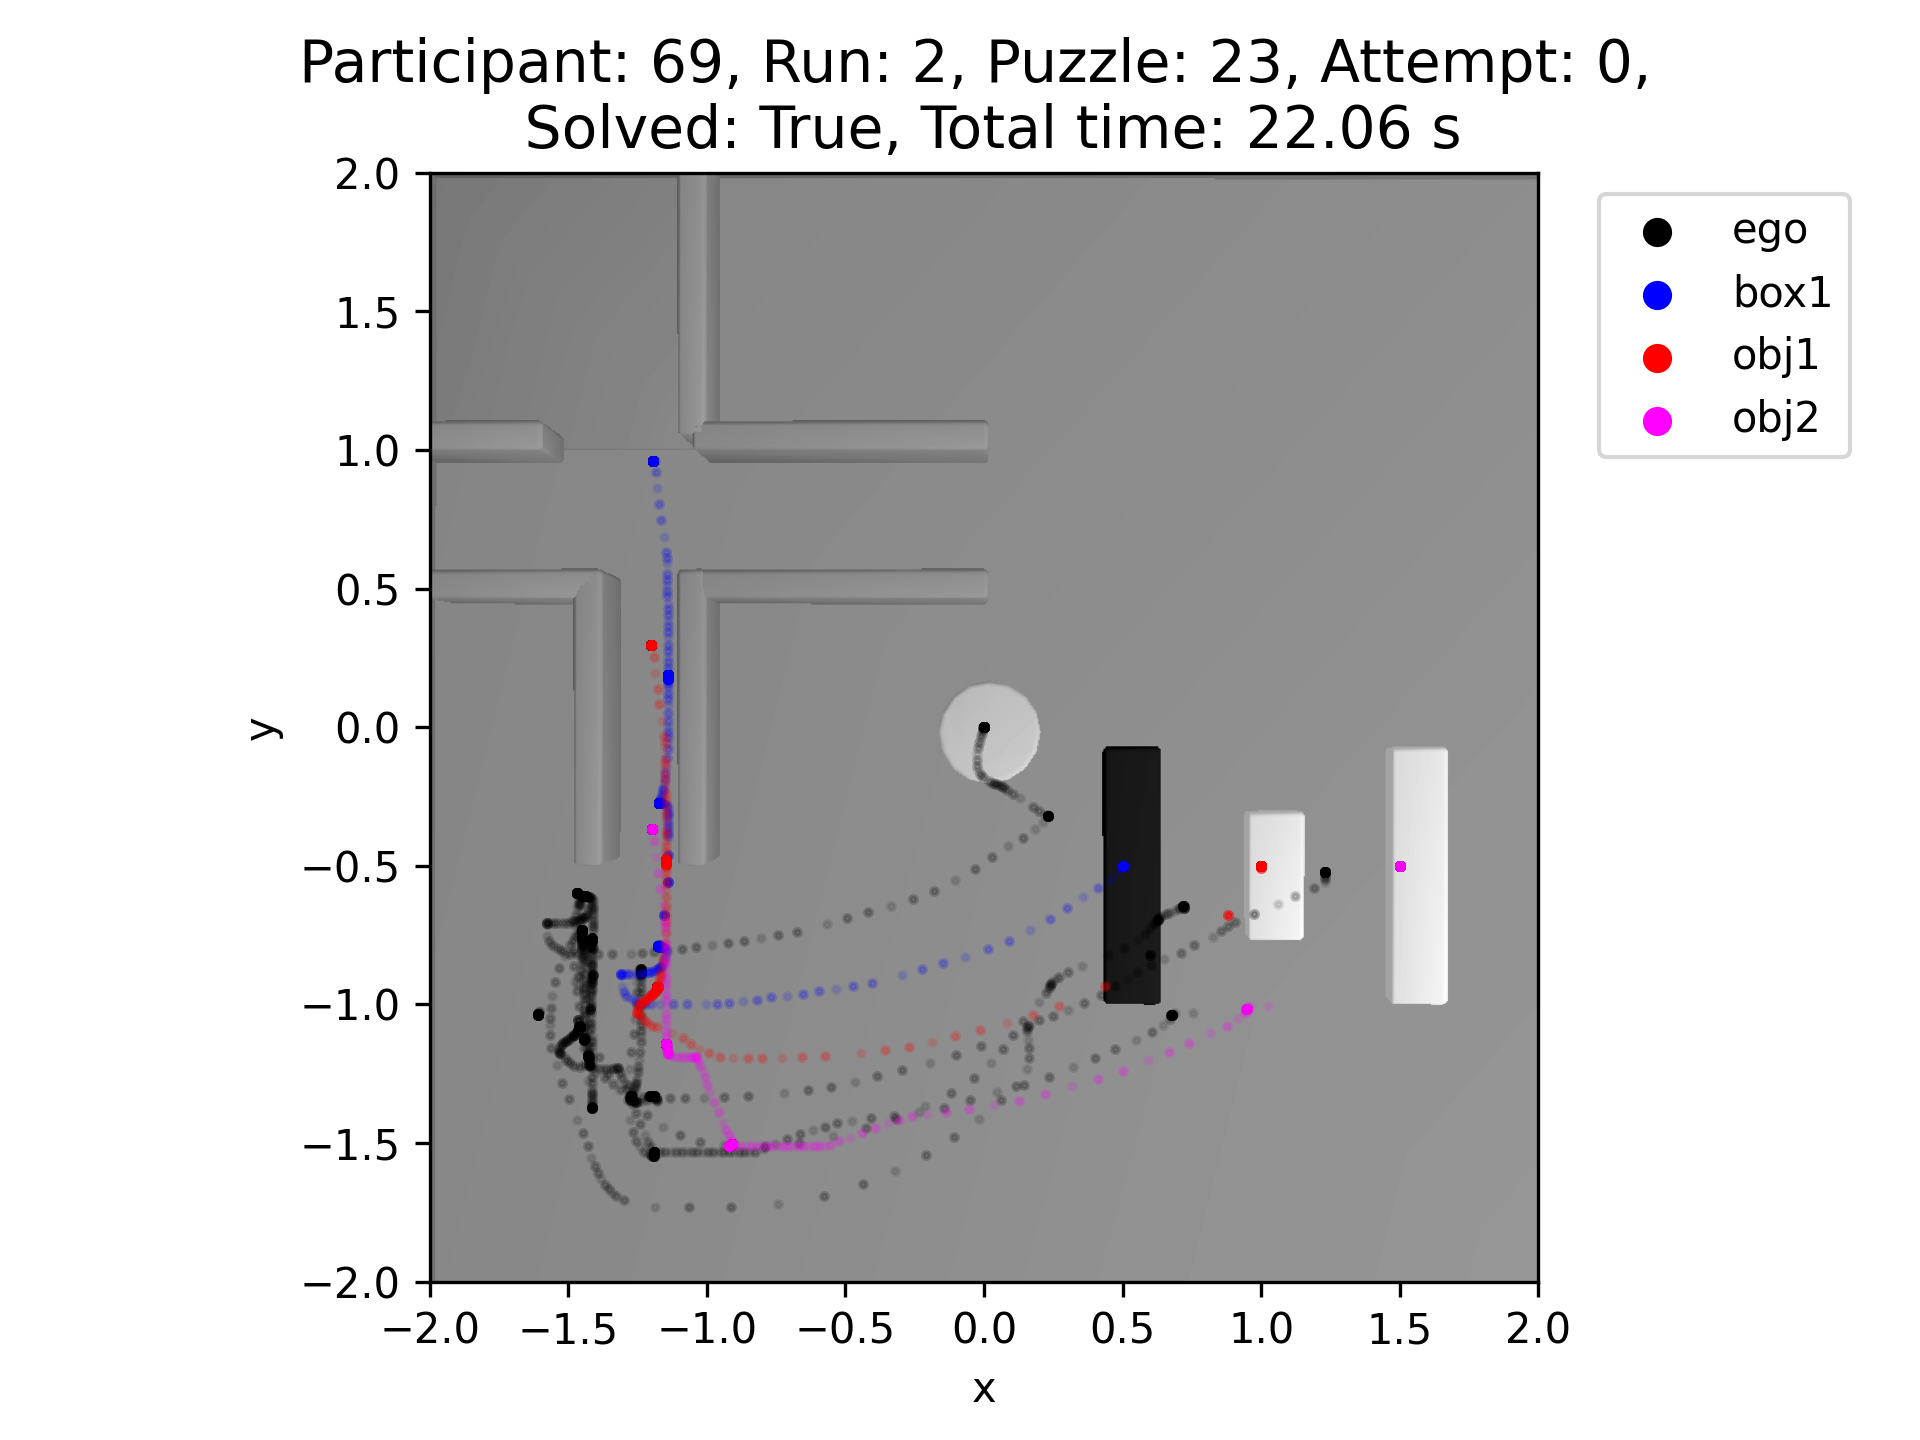 Participant: 69, Run: 2, Puzzle: 23, Attempt: 0,
Solved: True, Total time: 22.06 s
2.0
1.5
1.0
0.5
0.0
−0.5
−1.0
−1.5
−2.0
y
−2.0 −1.5 −1.0 −0.5 0.0 0.5 1.0 1.5 2.0
x
ego
box1
obj1
obj2